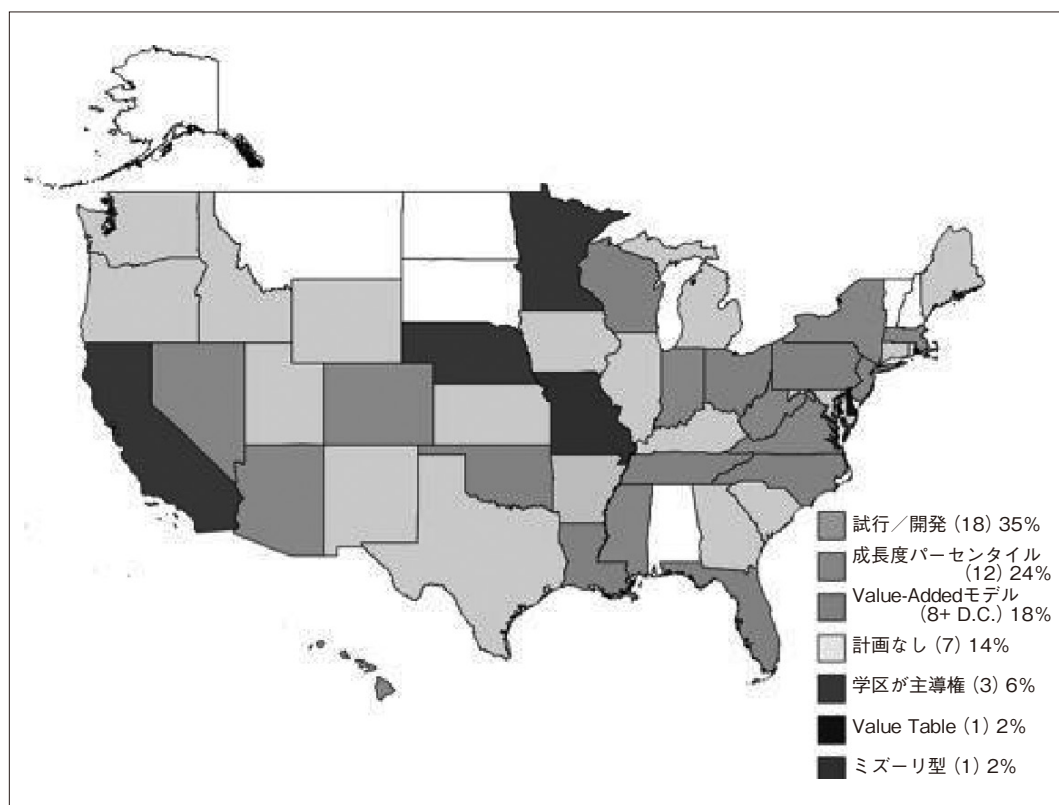 試行／開発 (18) 35%
成長度パーセンタイル
(12) 24%
Value-Addedモデル
(8+ D.C.) 18%
計画なし (7) 14%
学区が主導権 (3) 6%
Value Table (1) 2%
ミズーリ型 (1) 2%